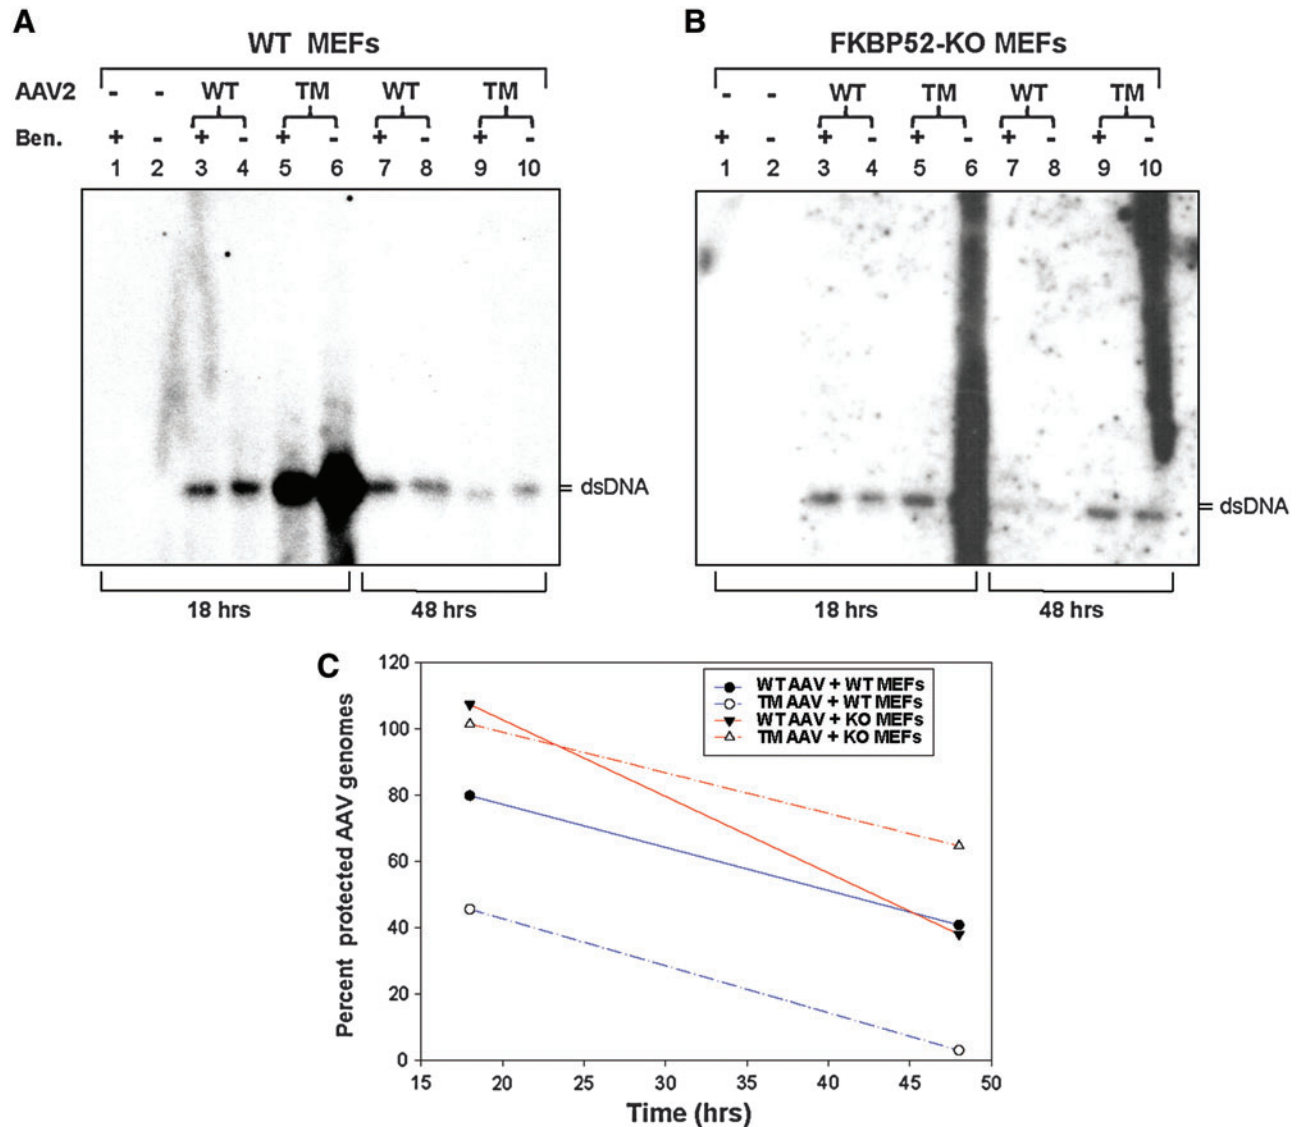 A
WT MEFs
AAV2 - - WT TM WT TM
Ben. + - + - + - + - + -
1 2 3 4 5 6 7 8 9 10
= dsDNA
18 hrs 48 hrs
B
FKBP52-KO MEFs
- - WT TM WT TM
+ - + - + - + - + -
1 2 3 4 5 6 7 8 9 10
= dsDNA
18 hrs 48 hrs
C
Percent protected AAV genomes
120
100
80
60
40
20
0
WT AAV + WT MEFs
TM AAV + WT MEFs
WT AAV + KO MEFs
TM AAV + KO MEFs
15 20 25 30 35 40 45 50
Time (hrs)